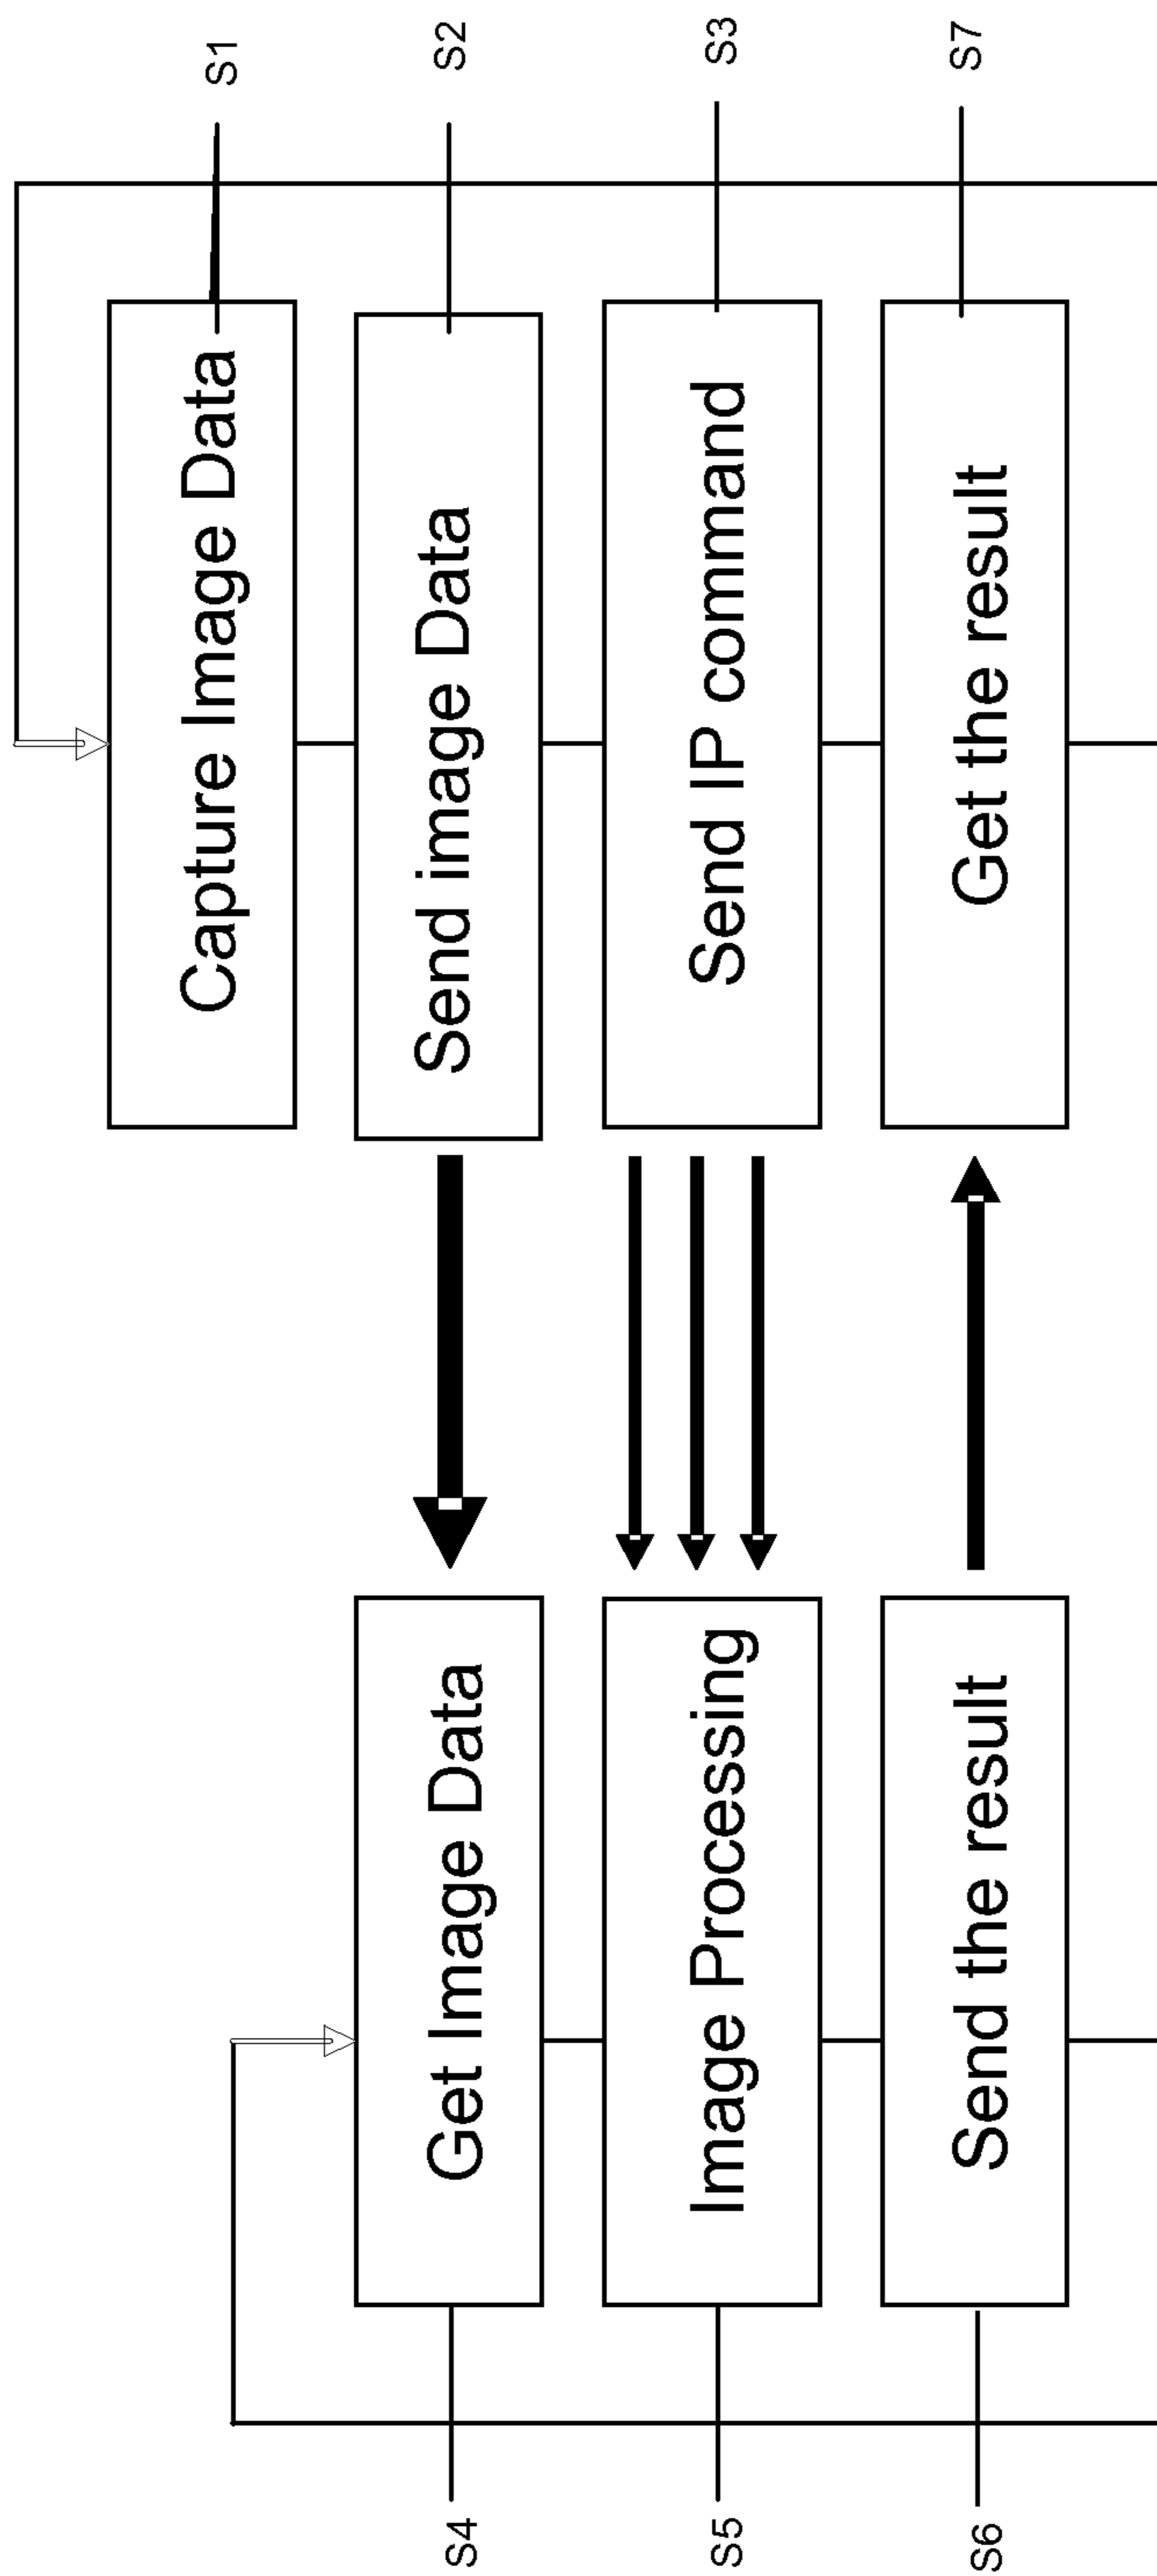 S1
Capture Image Data
S2
Send image Data
S3
Send IP command
S7
Get the result
S4
Get Image Data
S5
Image Processing
S6
Send the result